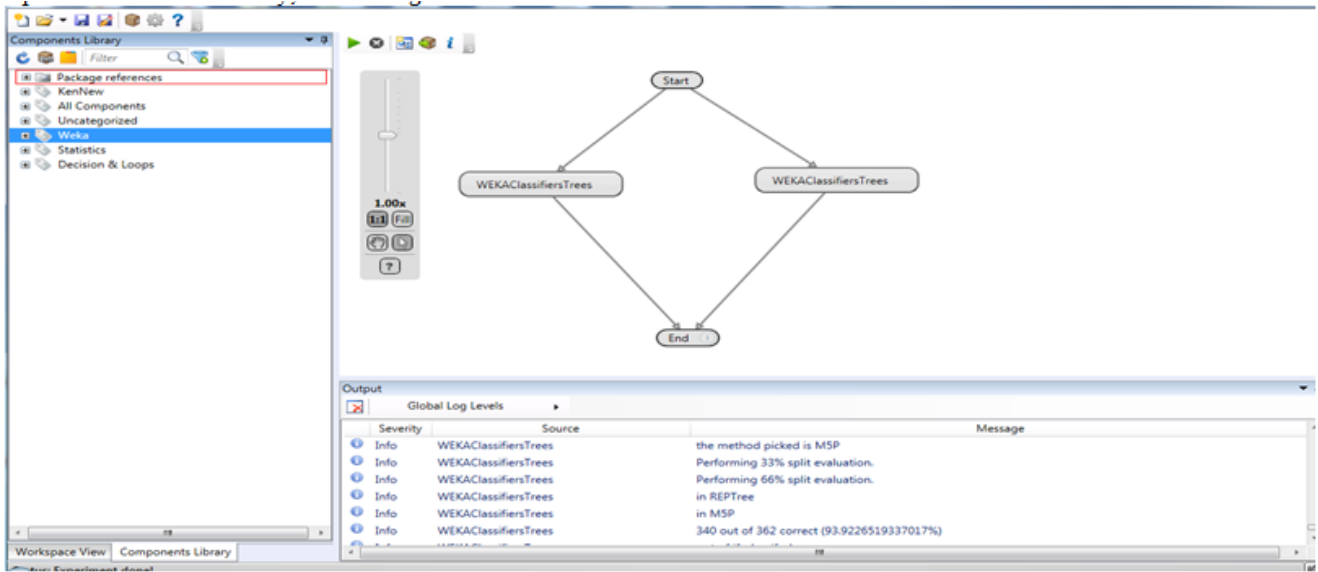 Components Library
Filter
Package references
KenNew
All Components
Uncategorized
Weka
Statistics
Decision & Loops
Workspace View Components Library
1.00x
1:1 Fill
?
Start
WEKAClassifiersTrees
WEKAClassifiersTrees
End
Output
Global Log Levels
Severity Source Message
Info WEKAClassifiersTrees the method picked is M5P
Info WEKAClassifiersTrees Performing 33% split evaluation.
Info WEKAClassifiersTrees Performing 66% split evaluation.
Info WEKAClassifiersTrees in REPTree
Info WEKAClassifiersTrees in M5P
Info WEKAClassifiersTrees 340 out of 362 correct (93.9226519337017%)